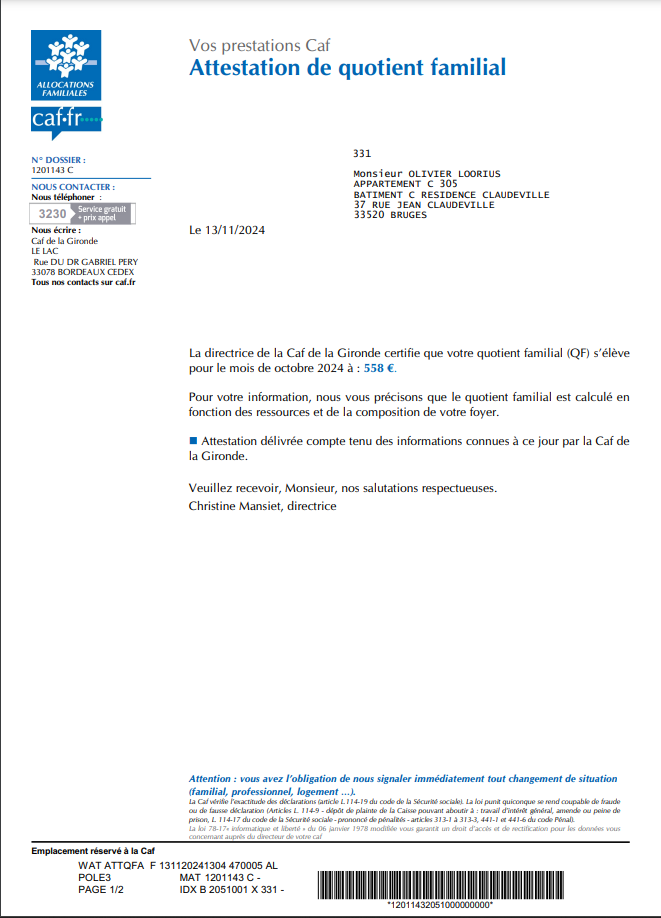 Vos prestations Caf
Attestation de quotient familial
ALLOCATIONS
FAMILIALES
caf.fr
N° DOSSIER :
1201143 C
NOUS CONTACTER :
Nous téléphoner :
3230 Service gratuit
+ prix appel
Nous écrire :
Caf de la Gironde
LE LAC
Rue DU DR GABRIEL PERY
33078 BORDEAUX CEDEX
Tous nos contacts sur caf.fr
331
Monsieur OLIVIER LOORIUS
APPARTEMENT C 305
BATIMENT C RESIDENCE CLAUDEVILLE
37 RUE JEAN CLAUDEVILLE
33520 BRUGES
Le 13/11/2024
La directrice de la Caf de la Gironde certifie que votre quotient familial (QF) s'élève
pour le mois de octobre 2024 à : 558 €.
Pour votre information, nous vous précisons que le quotient familial est calculé en
fonction des ressources et de la composition de votre foyer.
Attestation délivrée compte tenu des informations connues à ce jour par la Caf de
la Gironde.
Veuillez recevoir, Monsieur, nos salutations respectueuses.
Christine Mansiet, directrice
Attention : vous avez l'obligation de nous signaler immédiatement tout changement de situation
(familial, professionnel, logement ...).
La Caf vérifie l'exactitude des déclarations (article L.114-19 du code de la Sécurité sociale). La loi punit quiconque se rend coupable de fraude
ou de fausse déclaration (Articles L. 114-9 - dépôt de plainte de la Caisse pouvant aboutir à : travail d'intérêt général, amende ou peine de
prison, L 114-17 du code de la Sécurité sociale - prononcé de pénalités - articles 313-1 à 313-3, 441-1 et 441-6 du code Pénal).
La loi 78-17« informatique et liberté » du 06 janvier 1978 modifiée vous garantit un droit d'accès et de rectification pour les données vous
concernant auprès du directeur de votre caf
Emplacement réservé à la Caf
WAT ATTQFA F 131120241304 470005 AL
POLE3 MAT 1201143 C -
PAGE 1/2 IDX B 2051001 X 331 -
*12011432051000000000*